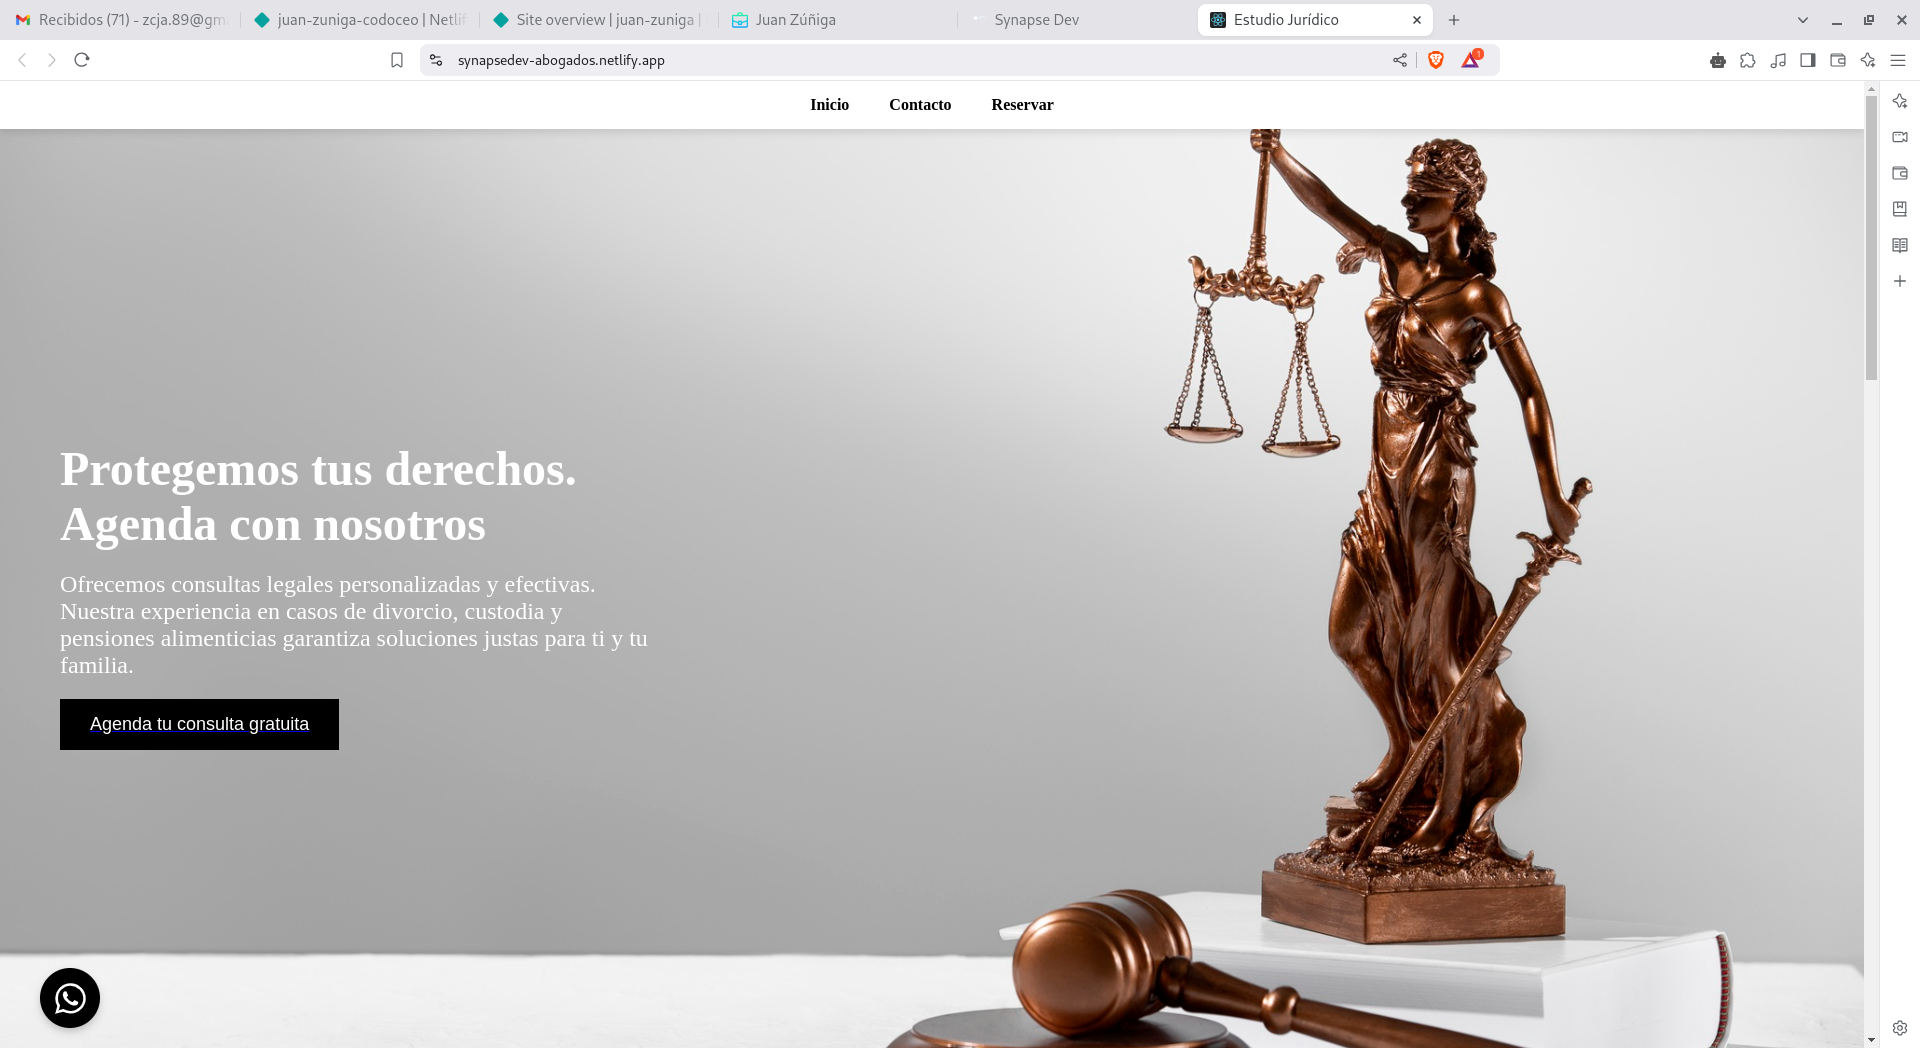 Recibidos (71) - zcja.89@gm
juan-zuniga-codoceo | Netlif
Site overview | juan-zuniga |
Juan Zúñiga
Synapse Dev
Estudio Jurídico
synapsedev-abogados.netlify.app
1
Inicio
Contacto
Reservar
Protegemos tus derechos.
Agenda con nosotros
Ofrecemos consultas legales personalizadas y efectivas.
Nuestra experiencia en casos de divorcio, custodia y
pensiones alimenticias garantiza soluciones justas para ti y tu
familia.
Agenda tu consulta gratuita